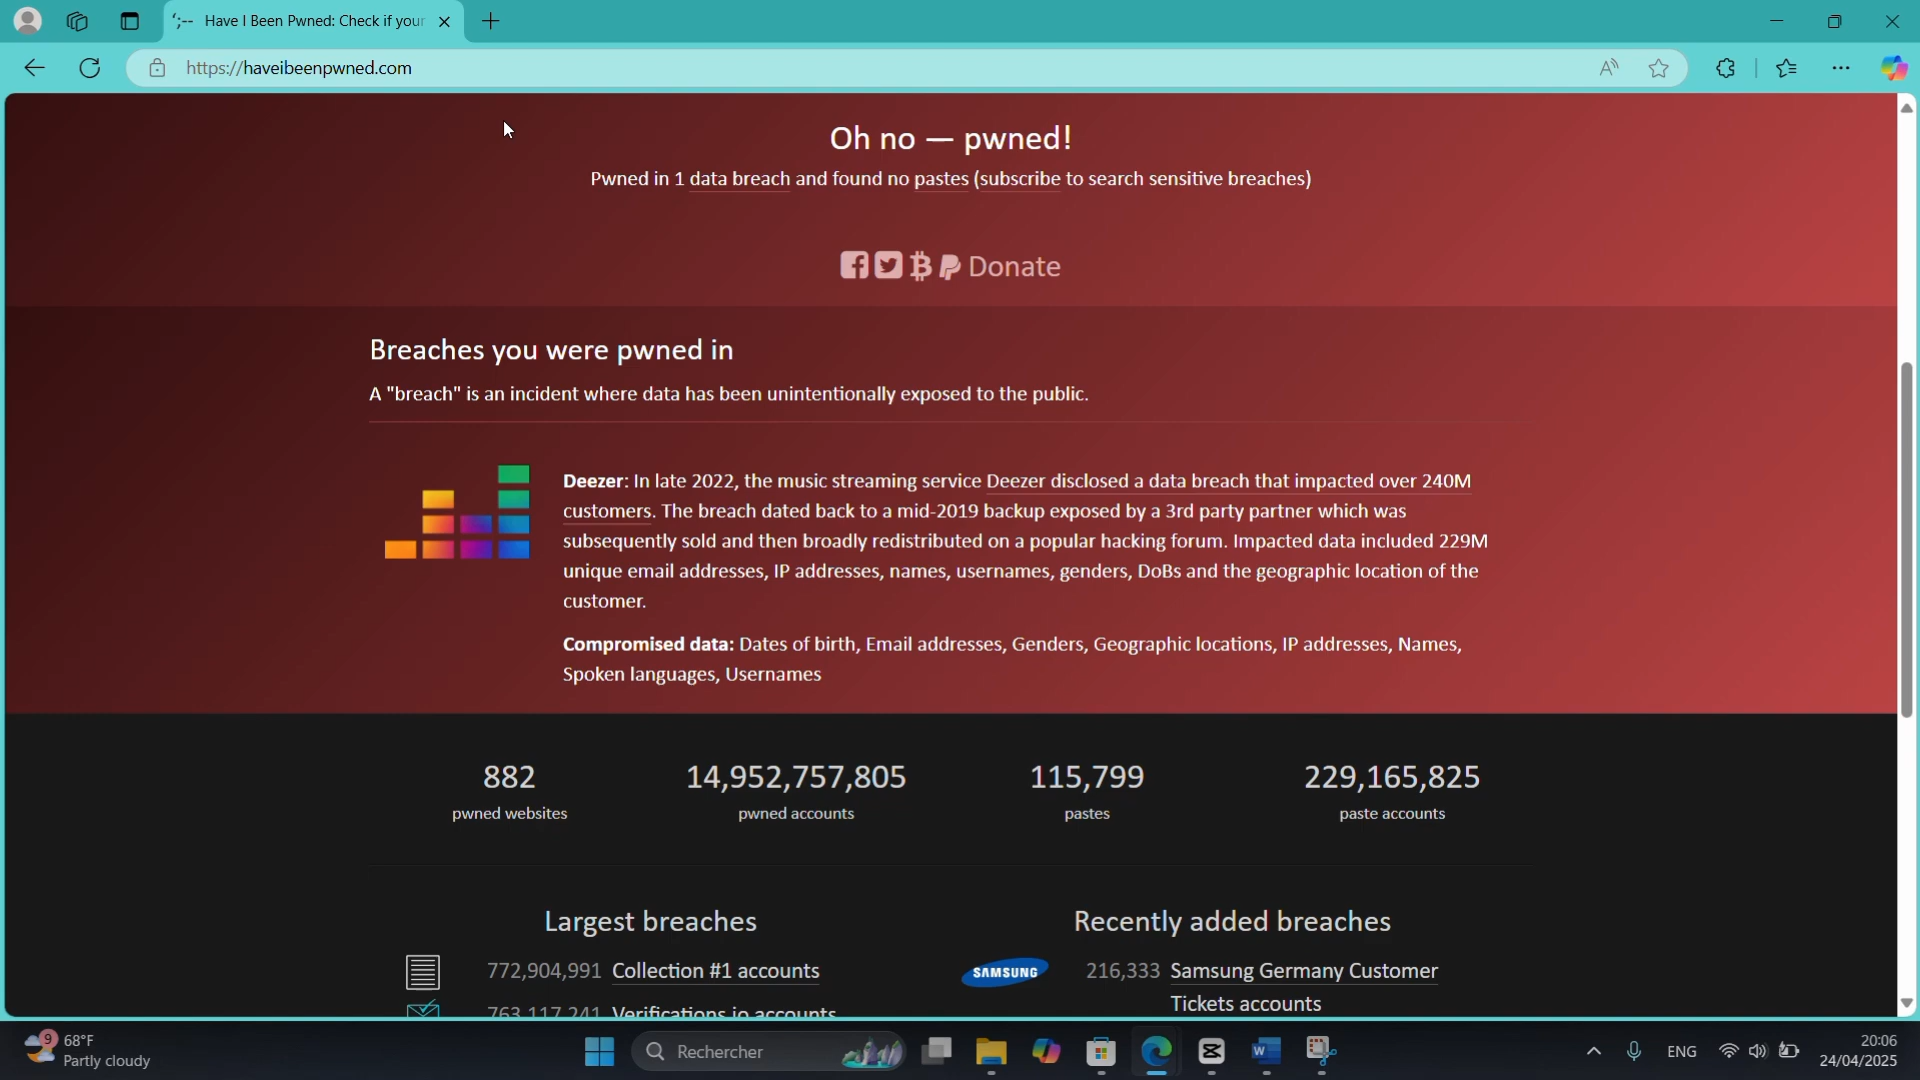 Have I Been Pwned: Check if your
https://haveibeenpwned.com
Oh no — pwned!
Pwned in 1 data breach and found no pastes (subscribe to search sensitive breaches)
Donate
Breaches you were pwned in
A "breach" is an incident where data has been unintentionally exposed to the public.
Deezer: In late 2022, the music streaming service Deezer disclosed a data breach that impacted over 240M
customers. The breach dated back to a mid-2019 backup exposed by a 3rd party partner which was
subsequently sold and then broadly redistributed on a popular hacking forum. Impacted data included 229M
unique email addresses, IP addresses, names, usernames, genders, DoBs and the geographic location of the
customer.
Compromised data: Dates of birth, Email addresses, Genders, Geographic locations, IP addresses, Names,
Spoken languages, Usernames
882 14,952,757,805 115,799 229,165,825
pwned websites pwned accounts pastes paste accounts
Largest breaches Recently added breaches
772,904,991 Collection #1 accounts SAMSUNG 216,333 Samsung Germany Customer
Tickets accounts
763,117,241 Verifications.io accounts
9 68°F
Partly cloudy
Rechercher
ENG
20:06
24/04/2025